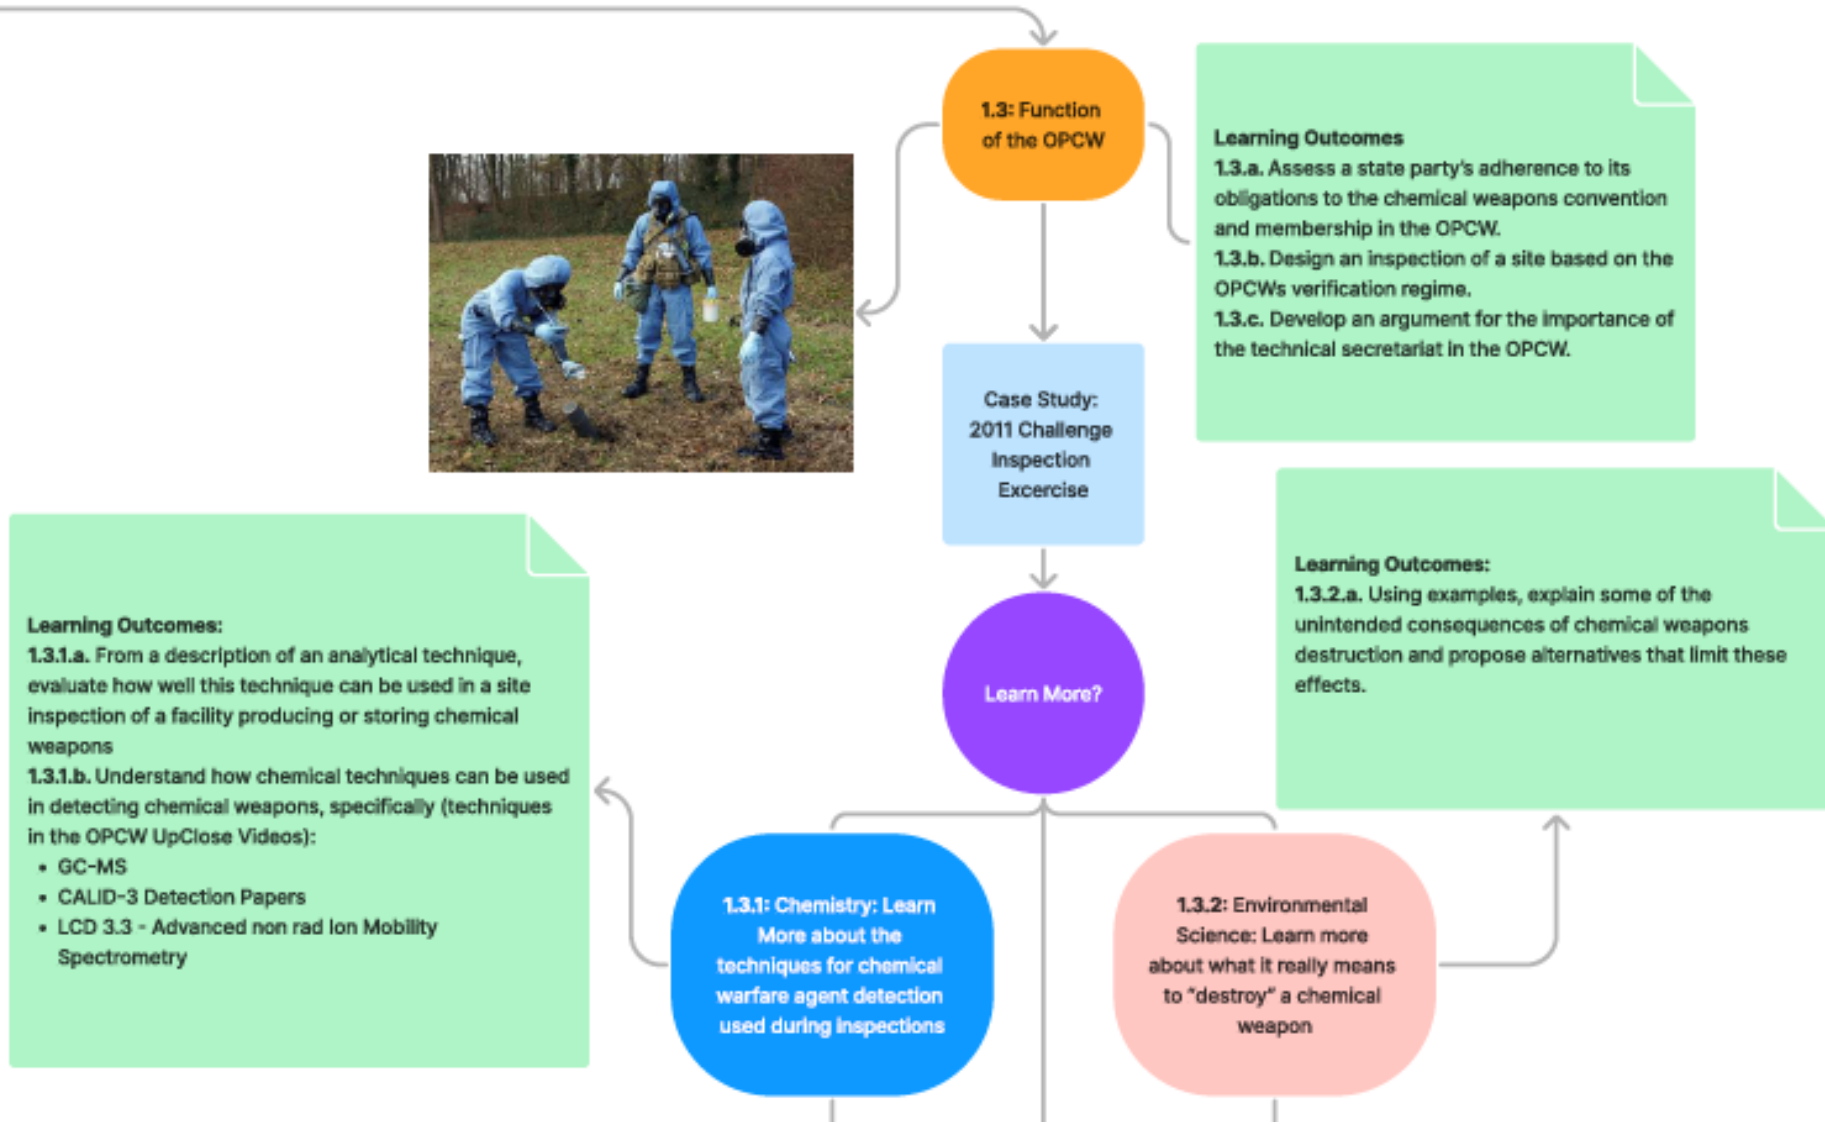 1.3: Function
of the OPCW
Learning Outcomes
1.3.a. Assess a state party's adherence to its
obligations to the chemical weapons convention
and membership in the OPCW.
1.3.b. Design an inspection of a site based on the
OPCWs verification regime.
1.3.c. Develop an argument for the importance of
the technical secretariat in the OPCW.
Case Study:
2011 Challenge
Inspection
Excercise
Learning Outcomes:
1.3.2.a. Using examples, explain some of the
unintended consequences of chemical weapons
destruction and propose alternatives that limit these
effects.
Learning Outcomes:
1.3.1.a. From a description of an analytical technique,
evaluate how well this technique can be used in a site
inspection of a facility producing or storing chemical
weapons
1.3.1.b. Understand how chemical techniques can be used
in detecting chemical weapons, specifically (techniques
in the OPCW UpClose Videos):
• GC-MS
• CALID-3 Detection Papers
• LCD 3.3 - Advanced non rad Ion Mobility
Spectrometry
Learn More?
1.3.1: Chemistry: Learn
More about the
techniques for chemical
warfare agent detection
used during inspections
1.3.2: Environmental
Science: Learn more
about what it really means
to "destroy" a chemical
weapon